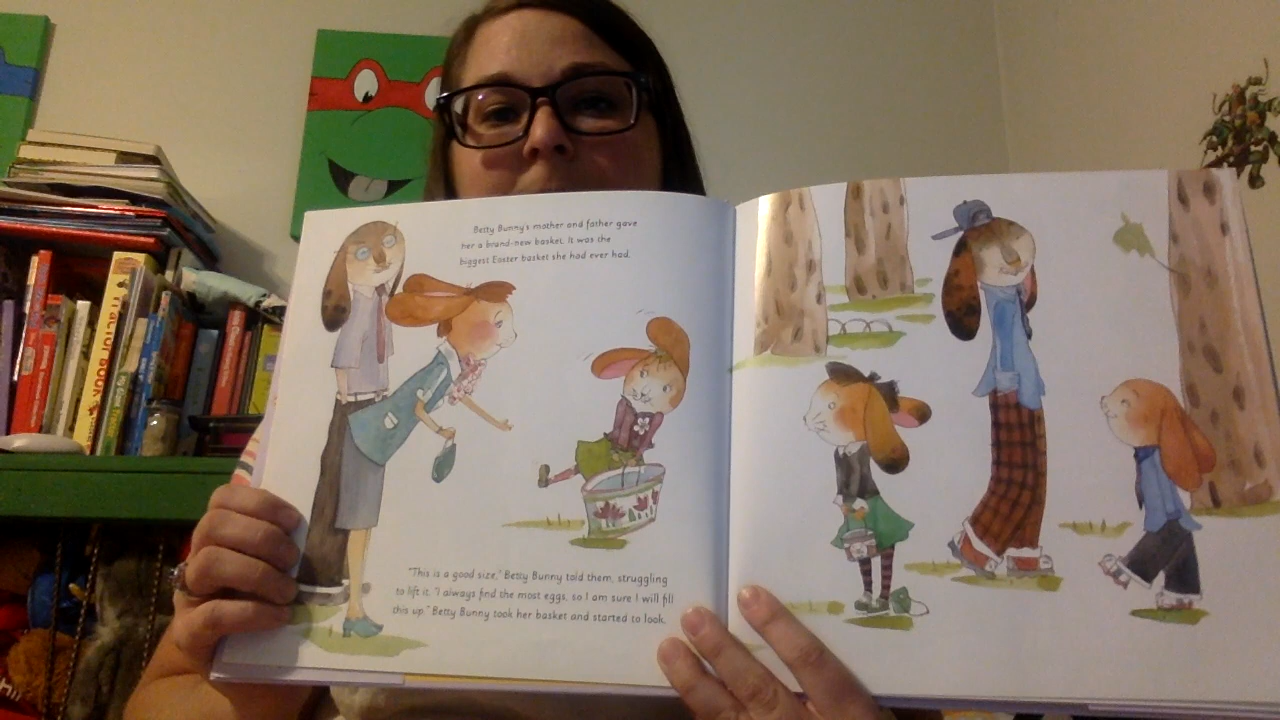 Betty Bunny's mother and father gave
her a brand-new basket. It was the
biggest Easter basket she had ever had.
"This is a good size," Betty Bunny told them, struggling
to lift it. "I always find the most eggs, so I am sure I will fill
this up." Betty Bunny took her basket and started to look.
Tractor Book